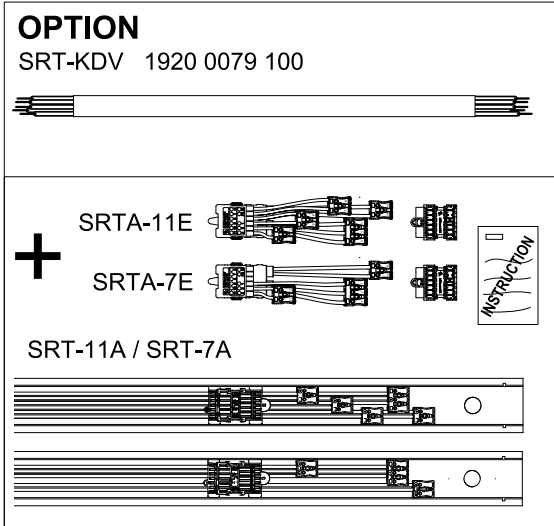 OPTION
SRT-KDV 1920 0079 100
+
SRTA-11E
SRTA-7E
INSTRUCTION
SRT-11A / SRT-7A